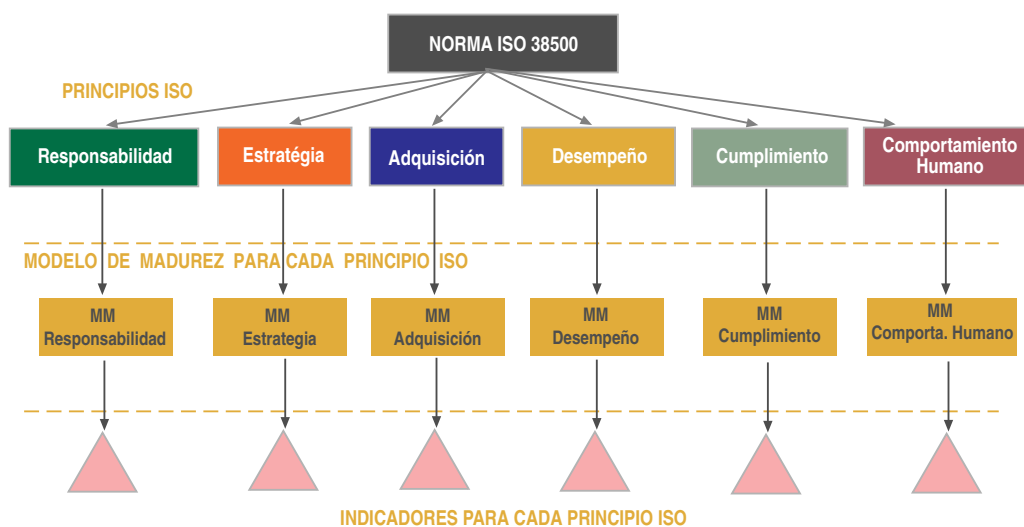 NORMA ISO 38500
PRINCIPIOS ISO
Responsabilidad
Estratégia
Adquisición
Desempeño
Cumplimiento
Comportamiento
Humano
MODELO DE MADUREZ PARA CADA PRINCIPIO ISO
MM
Responsabilidad
MM
Estrategia
MM
Adquisición
MM
Desempeño
MM
Cumplimiento
MM
Comporta. Humano
INDICADORES PARA CADA PRINCIPIO ISO